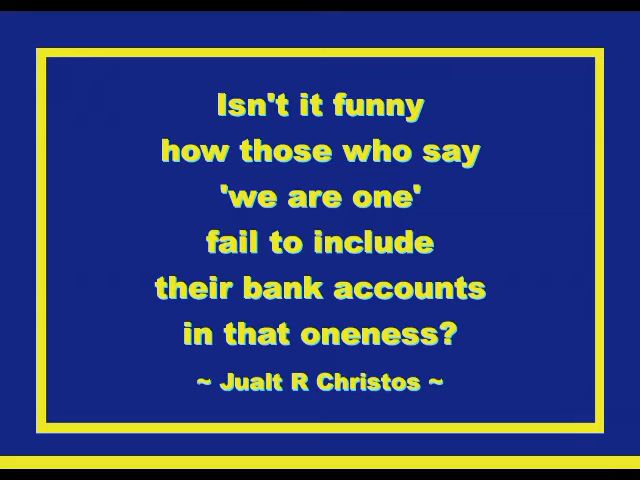 Isn't it funny
how those who say
'we are one'
fail to include
their bank accounts
in that oneness?
~ Jualt R Christos ~